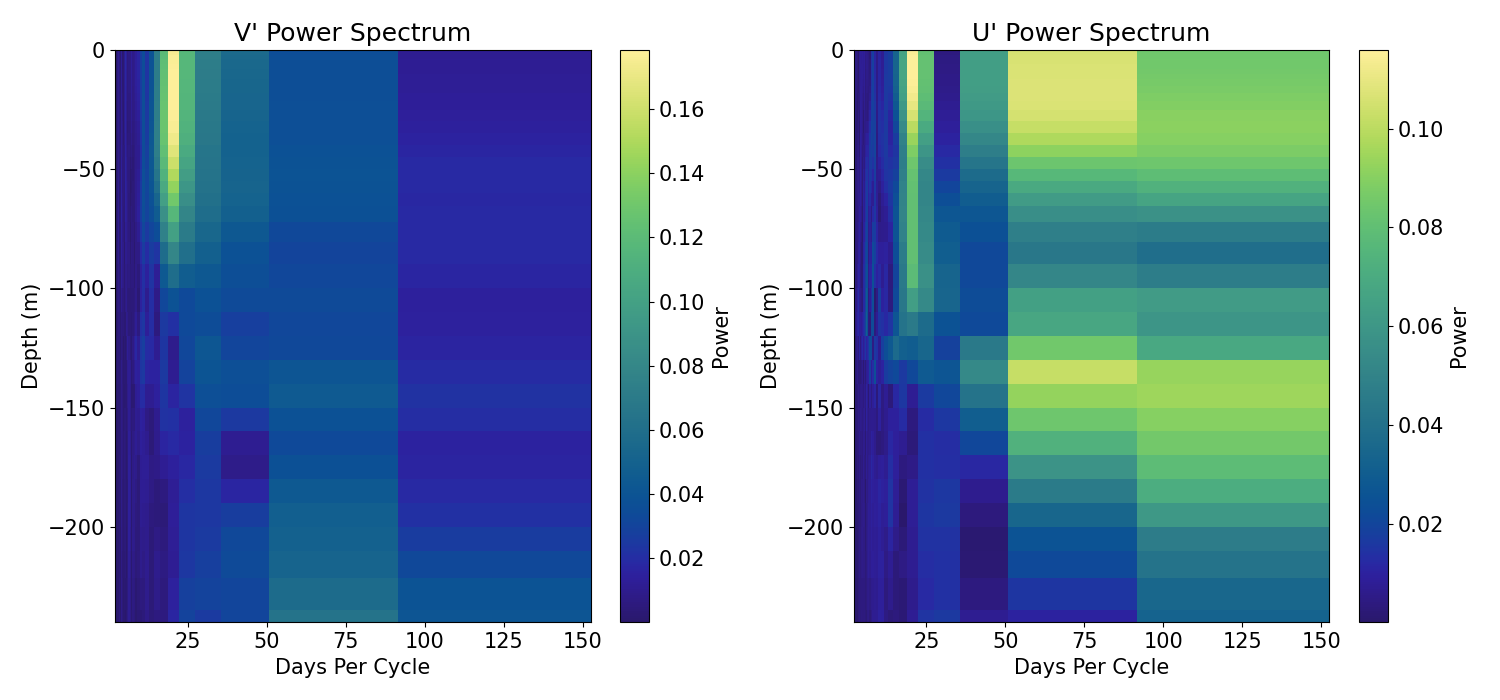 V' Power Spectrum
0
−50
−100
−150
−200
Depth (m)
25 50 75 100 125 150
Days Per Cycle
0.16
0.14
0.12
0.10
0.08
0.06
0.04
0.02
Power
U' Power Spectrum
0
−50
−100
−150
−200
Depth (m)
25 50 75 100 125 150
Days Per Cycle
0.10
0.08
0.06
0.04
0.02
Power